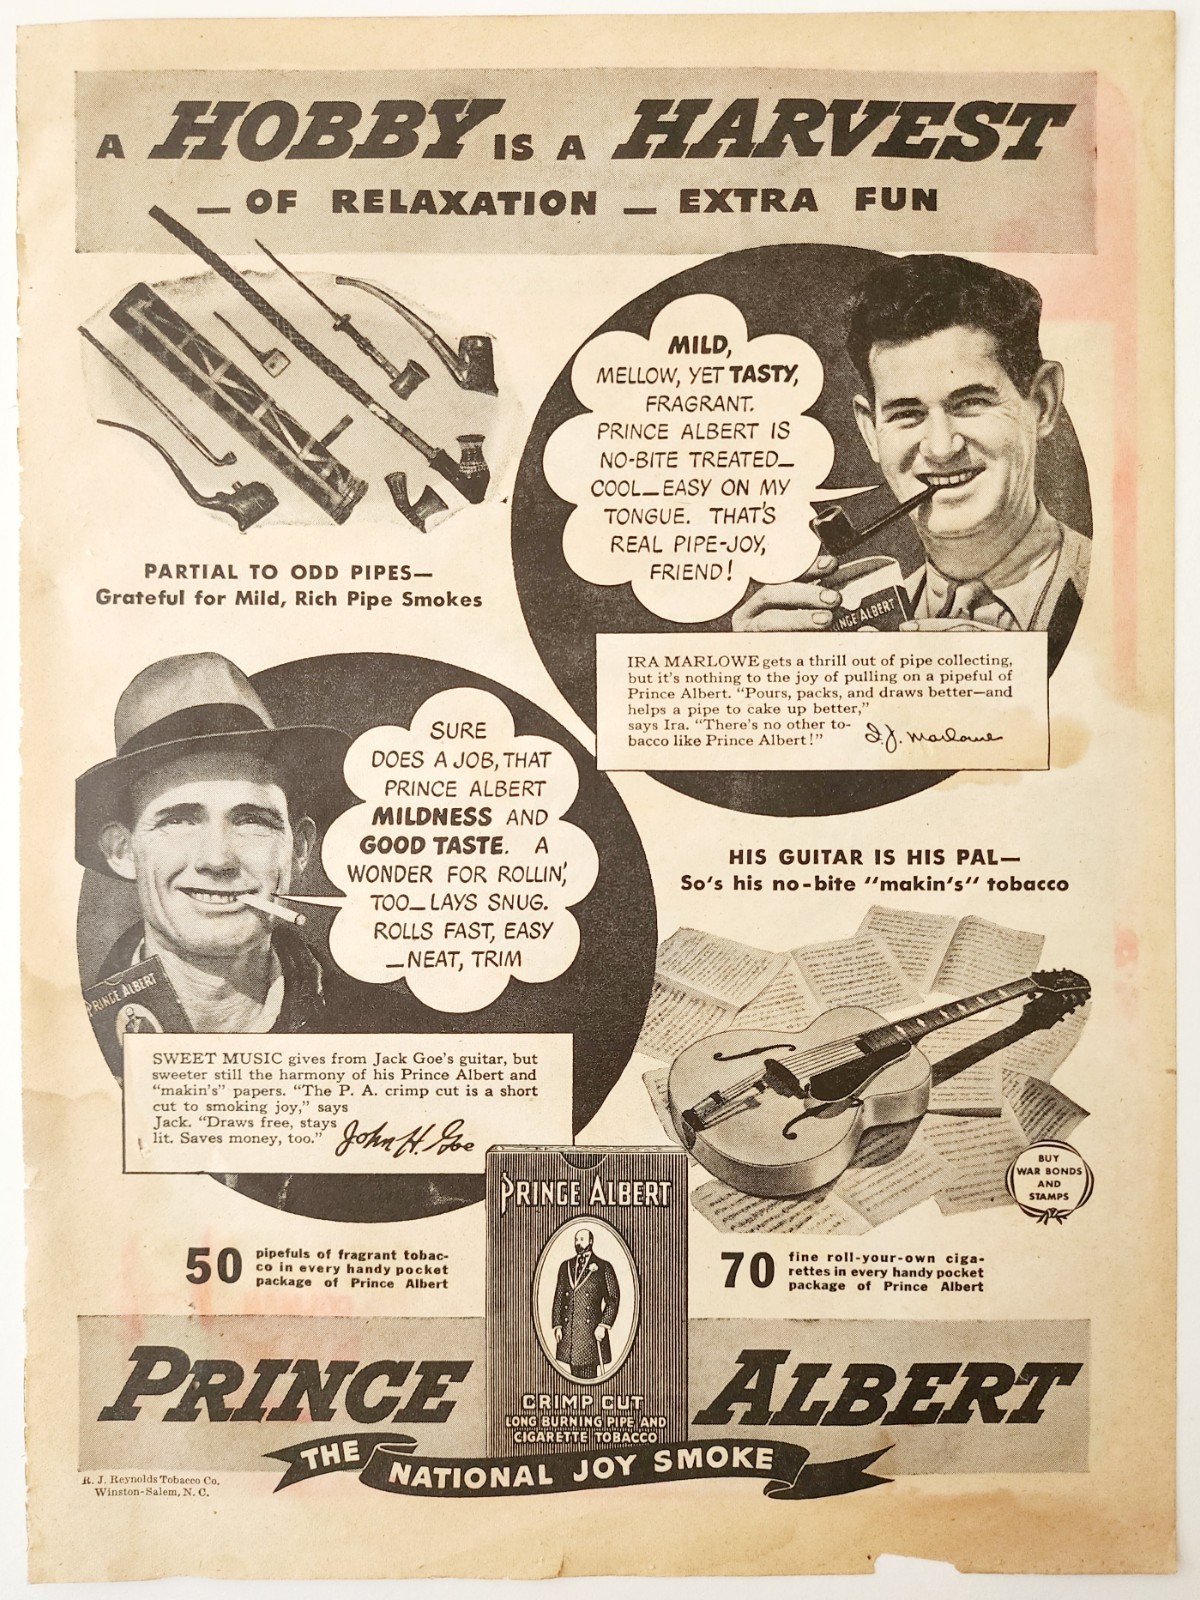 A HOBBY IS A HARVEST
— OF RELAXATION — EXTRA FUN
MILD,
MELLOW, YET TASTY,
FRAGRANT.
PRINCE ALBERT IS
NO-BITE TREATED—
COOL—EASY ON MY
TONGUE. THAT'S
REAL PIPE-JOY,
FRIEND!
PRINCE ALBERT
PARTIAL TO ODD PIPES—
Grateful for Mild, Rich Pipe Smokes
IRA MARLOWE gets a thrill out of pipe collecting,
but it's nothing to the joy of pulling on a pipeful of
Prince Albert. "Pours, packs, and draws better—and
helps a pipe to cake up better,"
says Ira. "There's no other to-
bacco like Prince Albert!"
I. J. Marlowe
SURE
DOES A JOB, THAT
PRINCE ALBERT
MILDNESS AND
GOOD TASTE. A
WONDER FOR ROLLIN',
TOO—LAYS SNUG.
ROLLS FAST, EASY
—NEAT, TRIM
PRINCE ALBERT
HIS GUITAR IS HIS PAL—
So's his no-bite "makin's" tobacco
SWEET MUSIC gives from Jack Goe's guitar, but
sweeter still the harmony of his Prince Albert and
"makin's" papers. "The P. A. crimp cut is a short
cut to smoking joy," says
Jack. "Draws free, stays
lit. Saves money, too."
John H. Goe
BUY
WAR BONDS
AND
STAMPS
50 pipefuls of fragrant tobac-
co in every handy pocket
package of Prince Albert
PRINCE ALBERT
CRIMP CUT
LONG BURNING PIPE AND
CIGARETTE TOBACCO
70 fine roll-your-own ciga-
rettes in every handy pocket
package of Prince Albert
PRINCE ALBERT
THE NATIONAL JOY SMOKE
R. J. Reynolds Tobacco Co.
Winston-Salem, N. C.